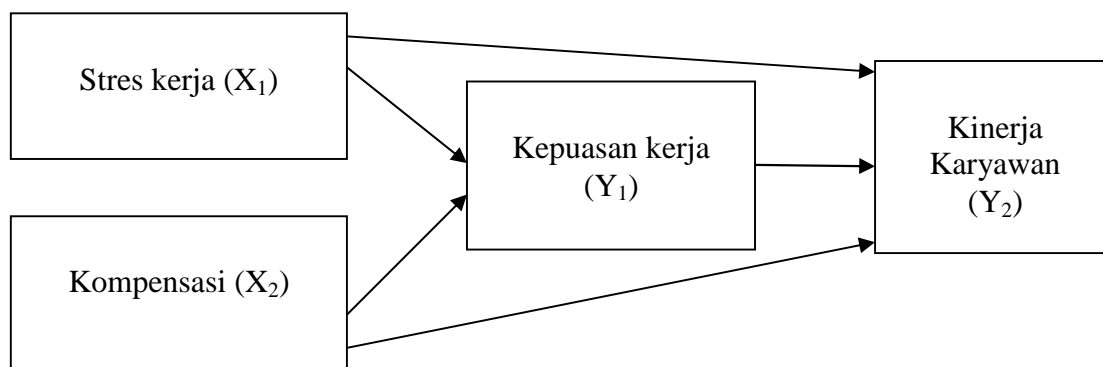 Stres kerja (X₁)
Kepuasan kerja
(Y₁)
Kinerja
Karyawan
(Y₂)
Kompensasi (X₂)